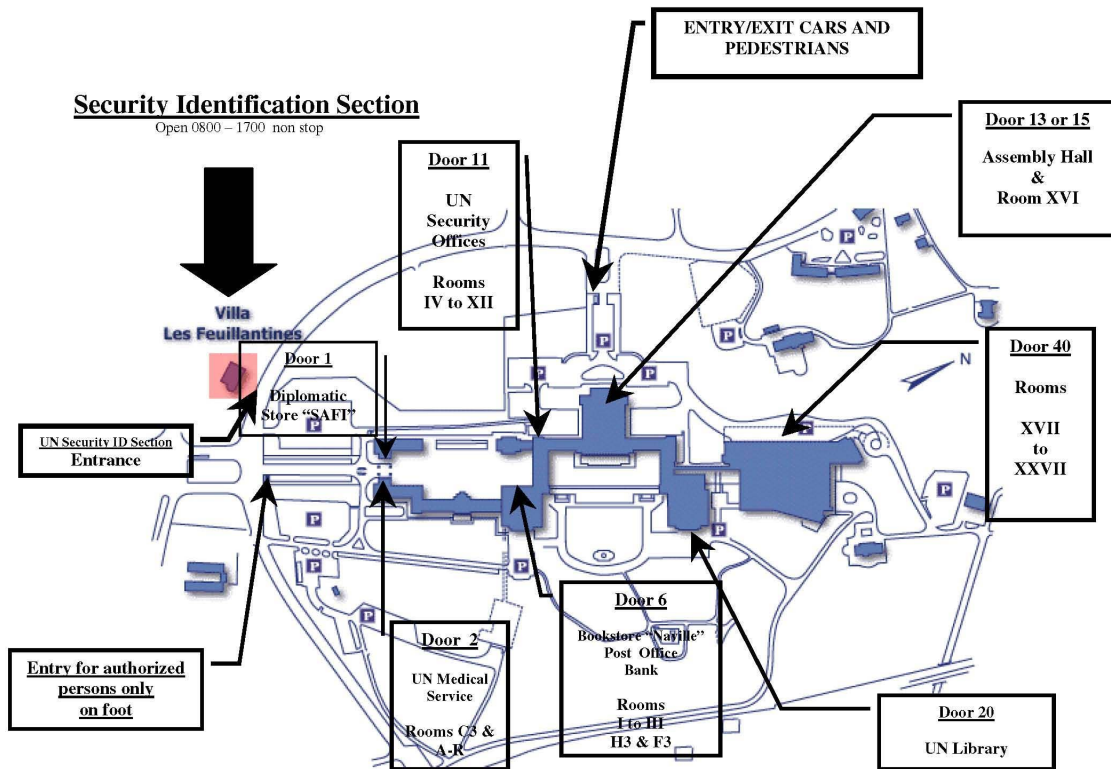 ENTRY/EXIT CARS AND
PEDESTRIANS
Security Identification Section
Open 0800 – 1700 non stop
Door 13 or 15
Assembly Hall
&
Room XVI
Door 11
UN
Security
Offices
Rooms
IV to XII
Villa
Les Feuillantines
Door 1
Diplomatic
Store “SAFI”
UN Security ID Section
Entrance
Door 40
Rooms
XVII
to
XXVII
N
P
P
P
P
P
P
P
P
P
P
P
P
P
Entry for authorized
persons only
on foot
Door 2
UN Medical
Service
Rooms C3 &
A-R
Door 6
Bookstore “Naville”
Post Office
Bank
Rooms
I to III
H3 & F3
Door 20
UN Library